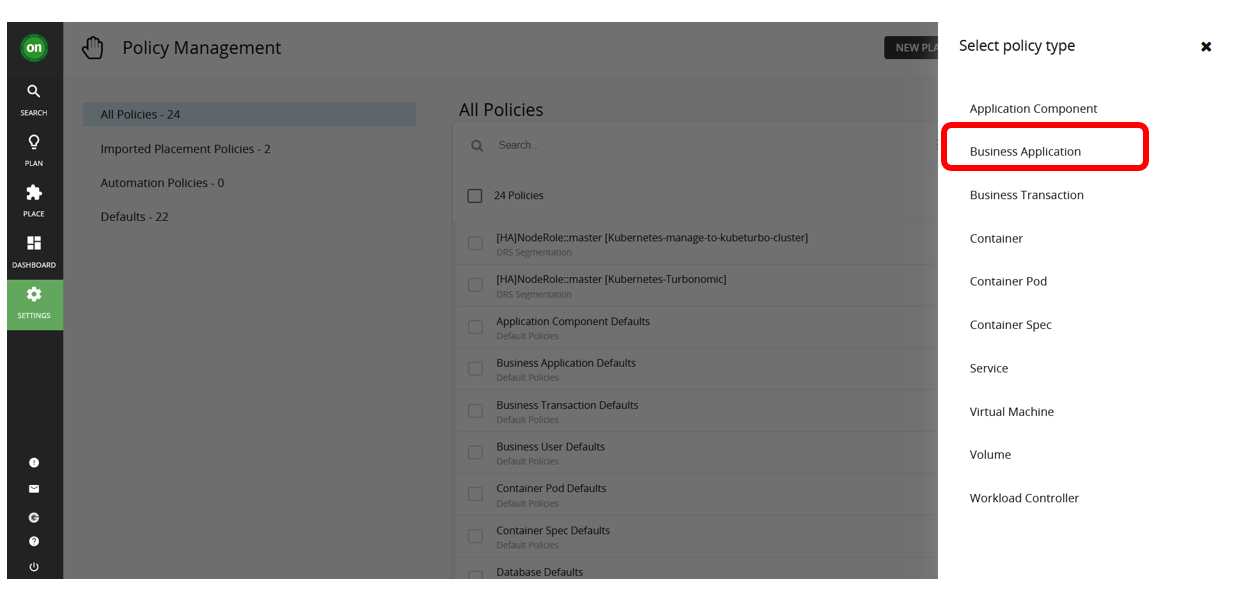 on
SEARCH
PLAN
PLACE
DASHBOARD
SETTINGS
Policy Management
NEW PLA
All Policies - 24
Imported Placement Policies - 2
Automation Policies - 0
Defaults - 22
All Policies
Search...
24 Policies
[HA]NodeRole::master [Kubernetes-manage-to-kubeturbo-cluster]
DRS Segmentation
[HA]NodeRole::master [Kubernetes-Turbonomic]
DRS Segmentation
Application Component Defaults
Default Policies
Business Application Defaults
Default Policies
Business Transaction Defaults
Default Policies
Business User Defaults
Default Policies
Container Pod Defaults
Default Policies
Container Spec Defaults
Default Policies
Database Defaults
Select policy type
Application Component
Business Application
Business Transaction
Container
Container Pod
Container Spec
Service
Virtual Machine
Volume
Workload Controller